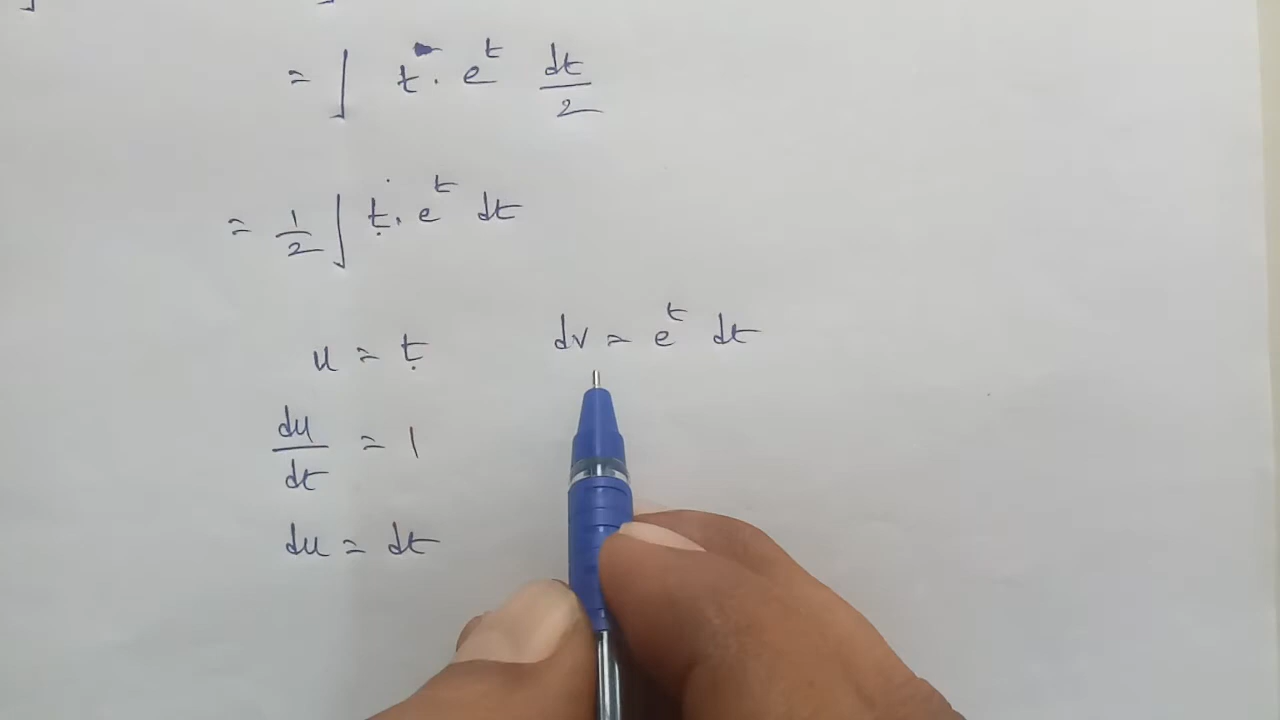 = ∫ t · e^t dt/2
= 1/2 ∫ t · e^t dt
u = t dv = e^t dt
du/dt = 1
du = dt